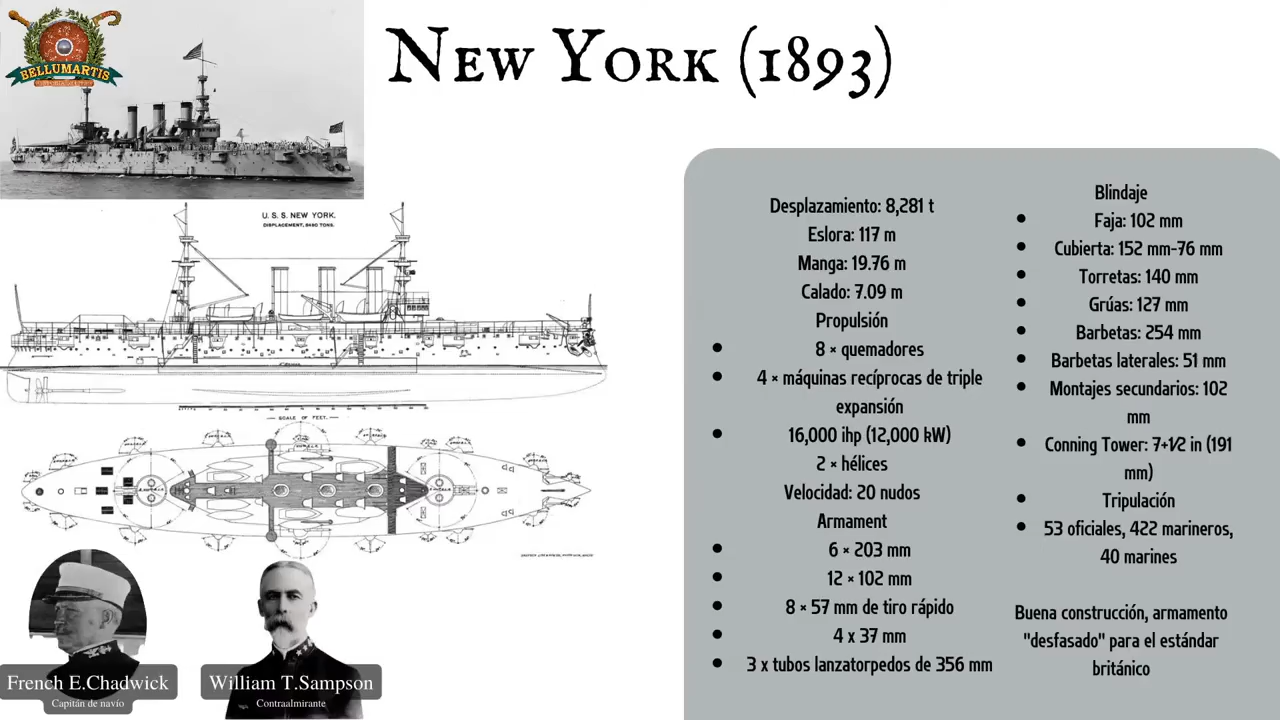 BELLUMARTIS
New York (1893)
U. S. S. NEW YORK.
DISPLACEMENT, 8480 TONS.
SCALE OF FEET.
French E.Chadwick
Capitán de navío
William T.Sampson
Contraalmirante
Desplazamiento: 8,281 t
Eslora: 117 m
Manga: 19.76 m
Calado: 7.09 m
Propulsión
8 × quemadores
4 × máquinas recíprocas de triple
expansión
16,000 ihp (12,000 kW)
2 × hélices
Velocidad: 20 nudos
Armament
6 × 203 mm
12 × 102 mm
8 × 57 mm de tiro rápido
4 x 37 mm
3 x tubos lanzatorpedos de 356 mm
Blindaje
Faja: 102 mm
Cubierta: 152 mm-76 mm
Torretas: 140 mm
Grúas: 127 mm
Barbetas: 254 mm
Barbetas laterales: 51 mm
Montajes secundarios: 102
mm
Conning Tower: 7+1⁄2 in (191
mm)
Tripulación
53 oficiales, 422 marineros,
40 marines
Buena construcción, armamento
"desfasado" para el estándar
británico